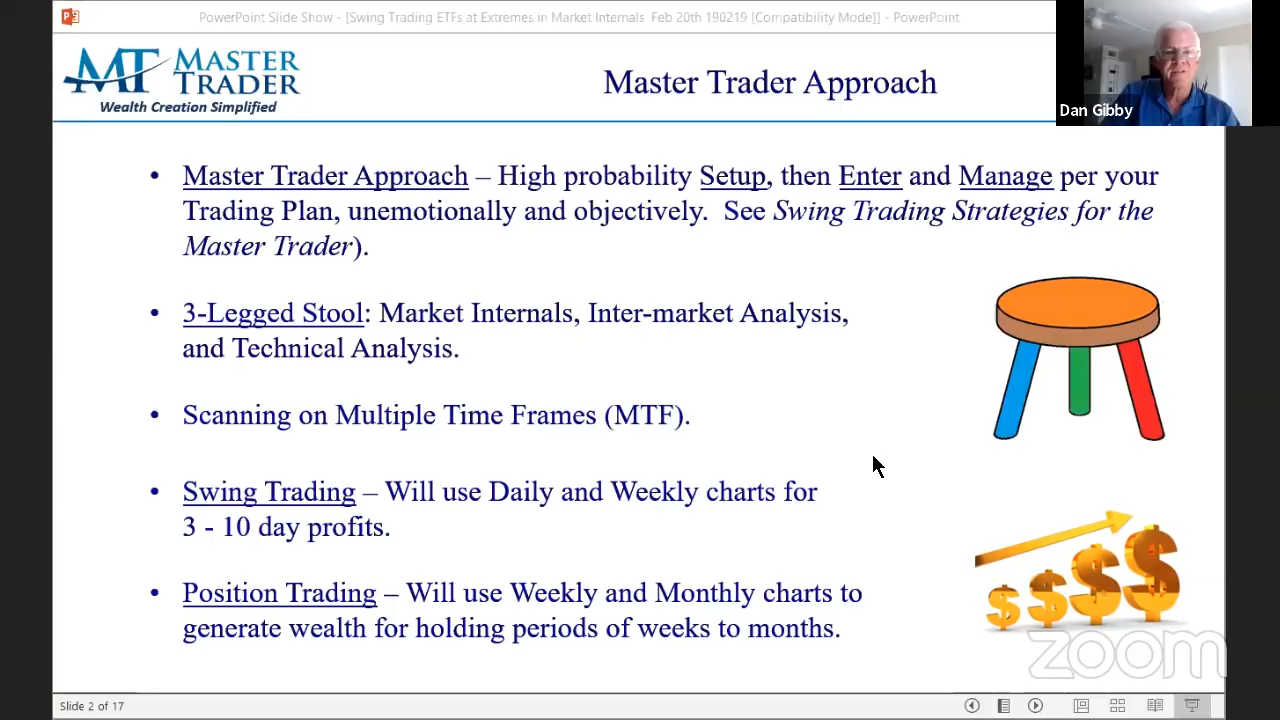 PowerPoint Slide Show - [Swing Trading ETFs at Extremes in Market Internals  Feb 20th 190219 [Compatibility Mode]] - PowerPoint
MT MASTER
TRADER
Wealth Creation Simplified
Master Trader Approach
Dan Gibby
• Master Trader Approach – High probability Setup, then Enter and Manage per your
Trading Plan, unemotionally and objectively.  See Swing Trading Strategies for the
Master Trader).
• 3-Legged Stool: Market Internals, Inter-market Analysis,
and Technical Analysis.
• Scanning on Multiple Time Frames (MTF).
• Swing Trading – Will use Daily and Weekly charts for
3 - 10 day profits.
• Position Trading – Will use Weekly and Monthly charts to
generate wealth for holding periods of weeks to months.
$ $ $ $
zoom
Slide 2 of 17